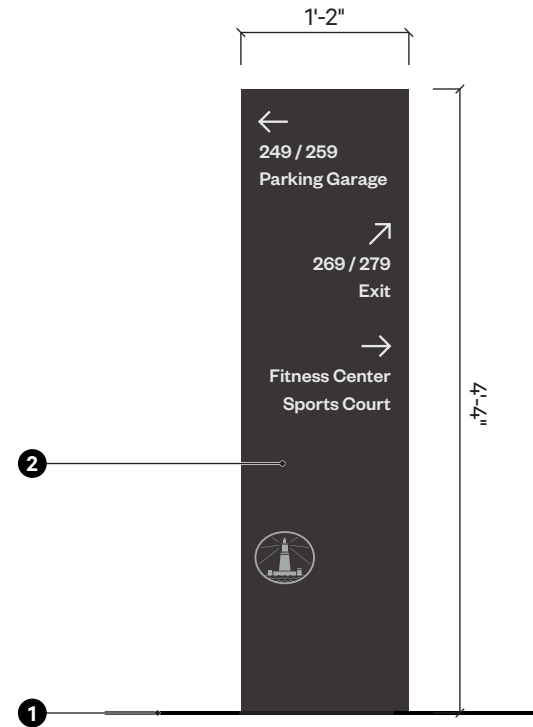 1'-2"
←
249 / 259
Parking Garage
↗
269 / 279
Exit
→
Fitness Center
Sports Court
4'-4"
2
1